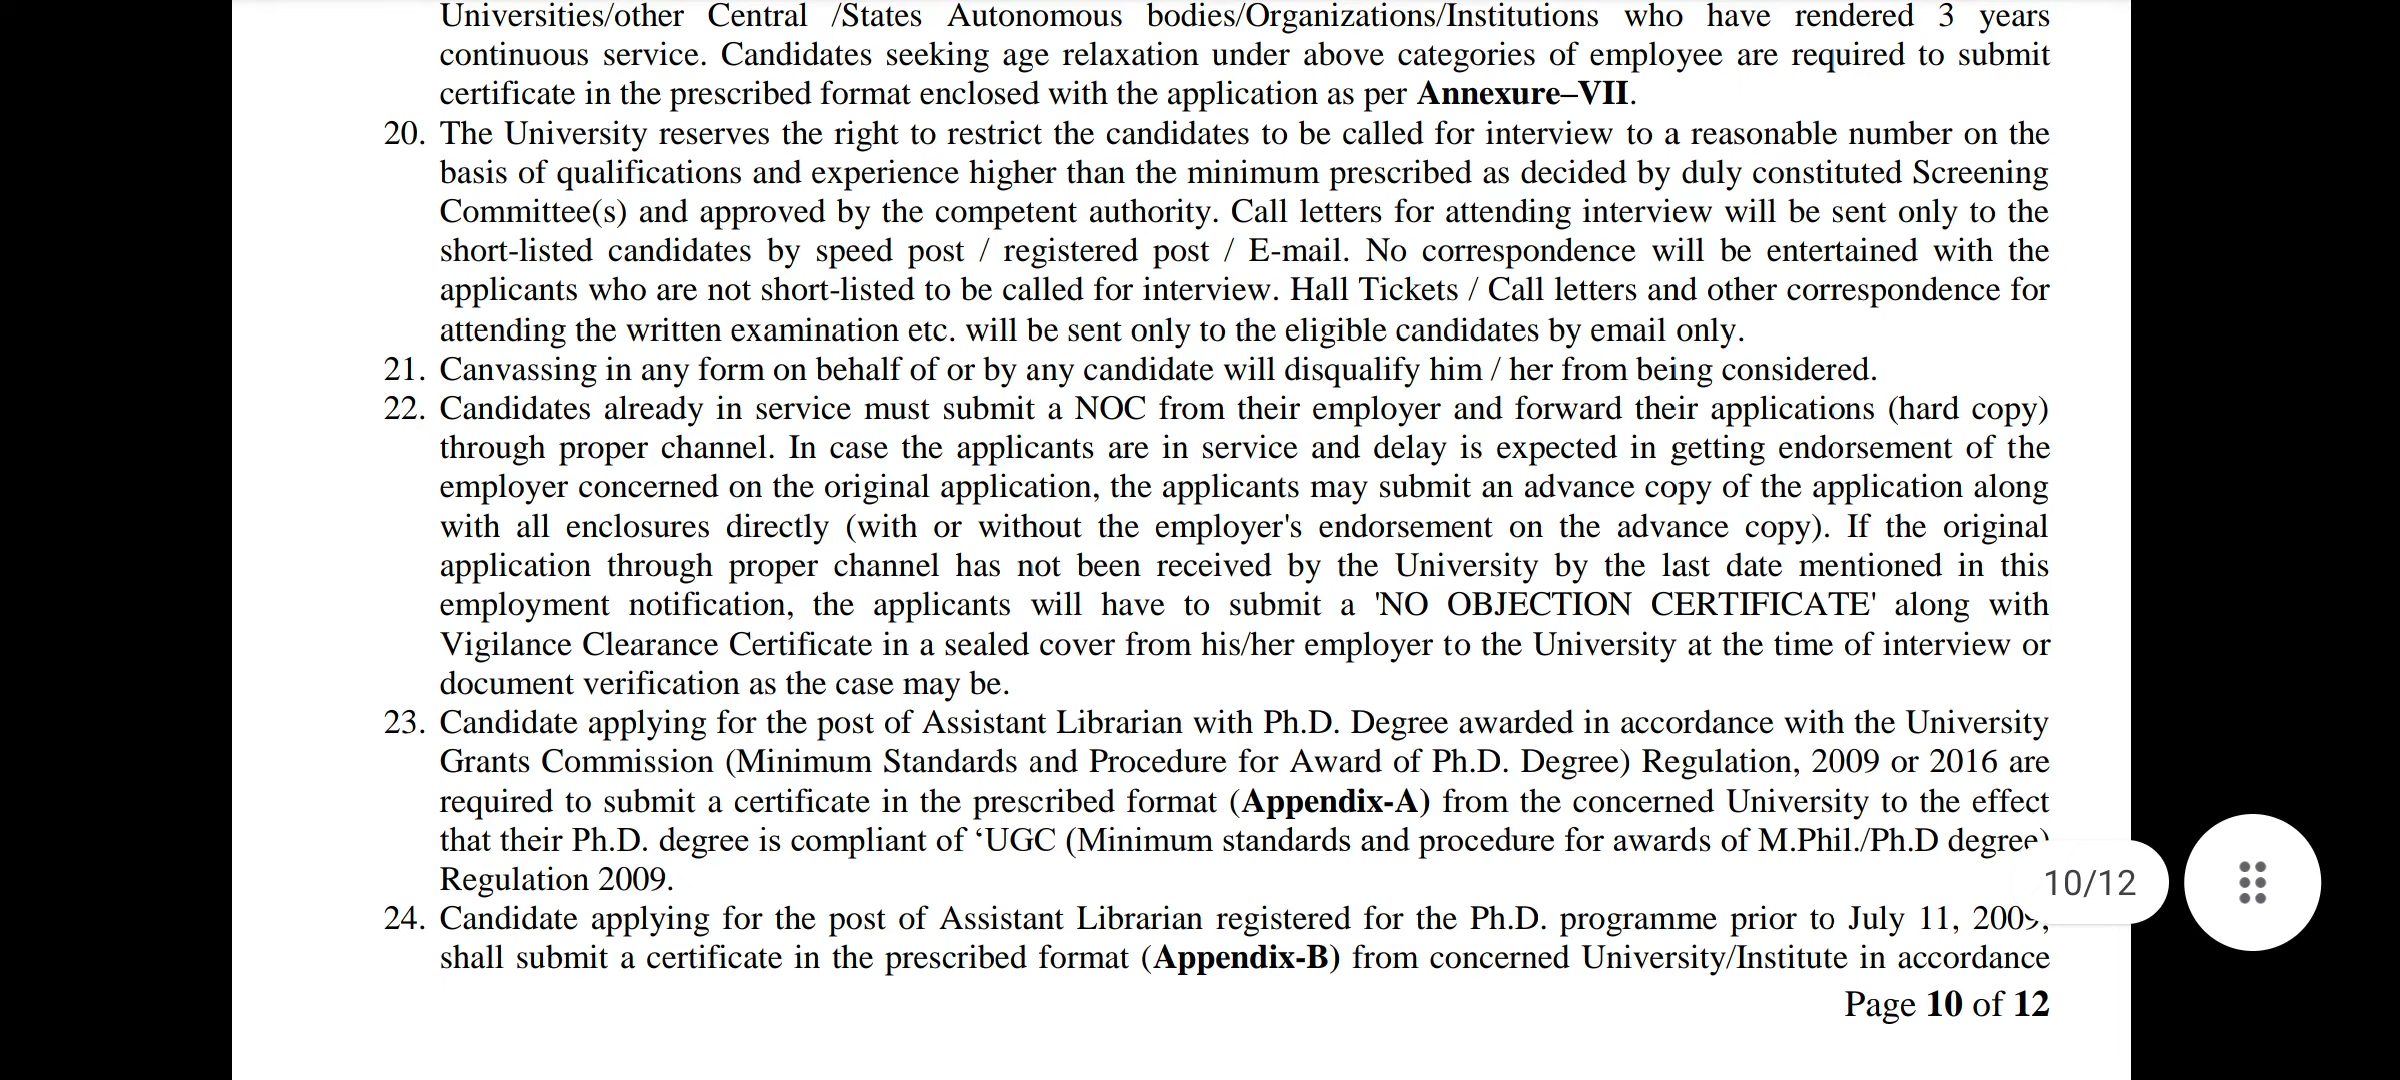 Universities/other Central /States Autonomous bodies/Organizations/Institutions who have rendered 3 years
continuous service. Candidates seeking age relaxation under above categories of employee are required to submit
certificate in the prescribed format enclosed with the application as per Annexure–VII.
20. The University reserves the right to restrict the candidates to be called for interview to a reasonable number on the
basis of qualifications and experience higher than the minimum prescribed as decided by duly constituted Screening
Committee(s) and approved by the competent authority. Call letters for attending interview will be sent only to the
short-listed candidates by speed post / registered post / E-mail. No correspondence will be entertained with the
applicants who are not short-listed to be called for interview. Hall Tickets / Call letters and other correspondence for
attending the written examination etc. will be sent only to the eligible candidates by email only.
21. Canvassing in any form on behalf of or by any candidate will disqualify him / her from being considered.
22. Candidates already in service must submit a NOC from their employer and forward their applications (hard copy)
through proper channel. In case the applicants are in service and delay is expected in getting endorsement of the
employer concerned on the original application, the applicants may submit an advance copy of the application along
with all enclosures directly (with or without the employer's endorsement on the advance copy). If the original
application through proper channel has not been received by the University by the last date mentioned in this
employment notification, the applicants will have to submit a 'NO OBJECTION CERTIFICATE' along with
Vigilance Clearance Certificate in a sealed cover from his/her employer to the University at the time of interview or
document verification as the case may be.
23. Candidate applying for the post of Assistant Librarian with Ph.D. Degree awarded in accordance with the University
Grants Commission (Minimum Standards and Procedure for Award of Ph.D. Degree) Regulation, 2009 or 2016 are
required to submit a certificate in the prescribed format (Appendix-A) from the concerned University to the effect
that their Ph.D. degree is compliant of ‘UGC (Minimum standards and procedure for awards of M.Phil./Ph.D degree)
Regulation 2009.
24. Candidate applying for the post of Assistant Librarian registered for the Ph.D. programme prior to July 11, 2009,
shall submit a certificate in the prescribed format (Appendix-B) from concerned University/Institute in accordance
Page 10 of 12
10/12